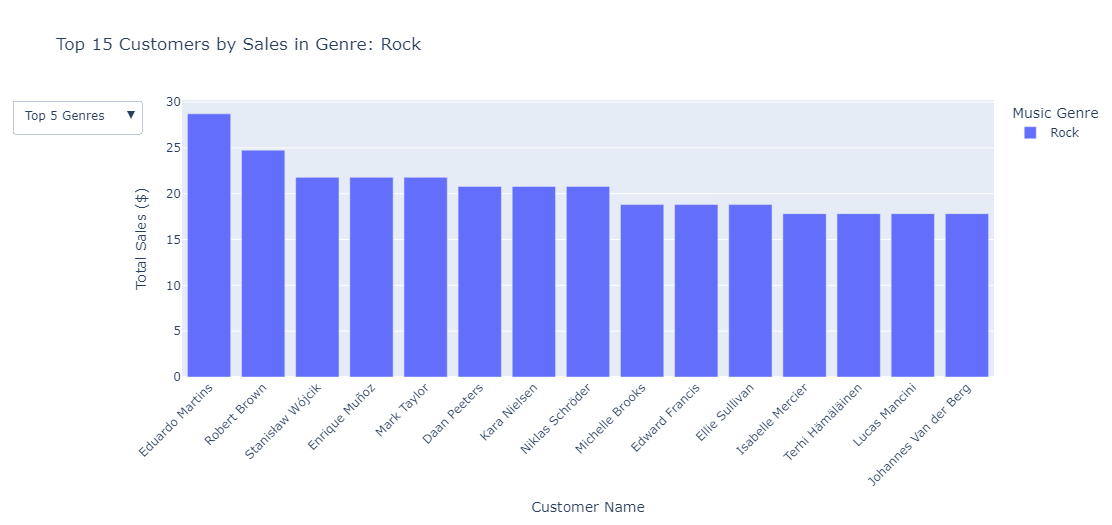 Top 15 Customers by Sales in Genre: Rock
Top 5 Genres
Music Genre
Rock
Total Sales ($)
30
25
20
15
10
5
0
Eduardo Martins
Robert Brown
Stanisław Wójcik
Enrique Muñoz
Mark Taylor
Daan Peeters
Kara Nielsen
Niklas Schröder
Michelle Brooks
Edward Francis
Ellie Sullivan
Isabelle Mercier
Terhi Hämäläinen
Lucas Mancini
Johannes Van der Berg
Customer Name